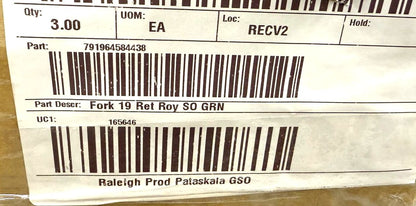 Qty: UOM: Loc: Hold:
3.00 EA RECV2
Part: 791964584438
Part Descr: Fork 19 Ret Roy SO GRN
UC1: 165646
Raleigh Prod Pataskala GSO